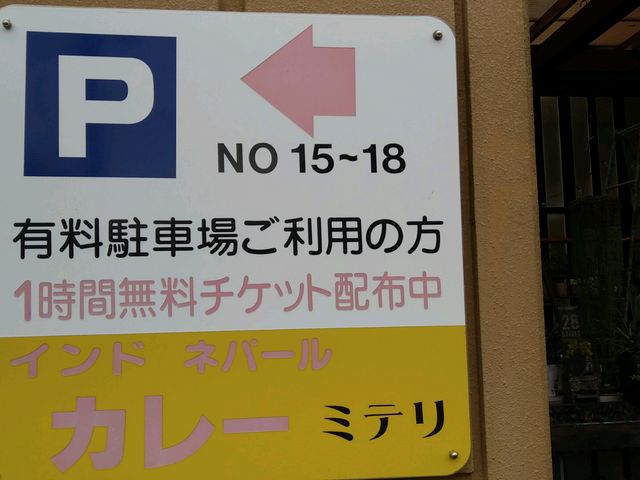 P
NO 15~18
有料駐車場ご利用の方
1時間無料チケット配布中
インド ネパール
カレー ミテリ
28